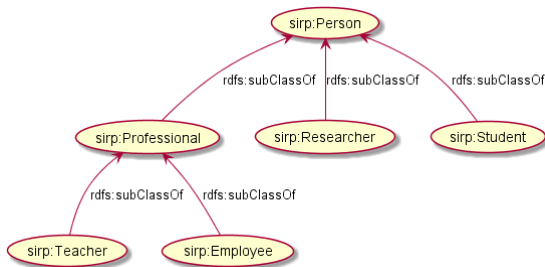 sirp:Person
rdfs:subClassOf rdfs:subClassOf rdfs:subClassOf
sirp:Professional sirp:Researcher sirp:Student
rdfs:subClassOf rdfs:subClassOf
sirp:Teacher sirp:Employee